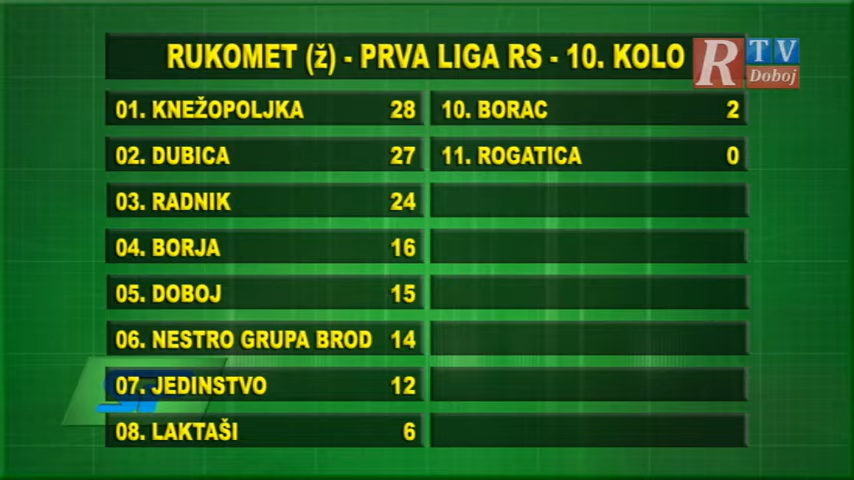 RUKOMET (ž) - PRVA LIGA RS - 10. KOLO
R TV Doboj
01. KNEŽOPOLJKA 28
02. DUBICA 27
03. RADNIK 24
04. BORJA 16
05. DOBOJ 15
06. NESTRO GRUPA BROD 14
07. JEDINSTVO 12
08. LAKTAŠI 6
10. BORAC 2
11. ROGATICA 0